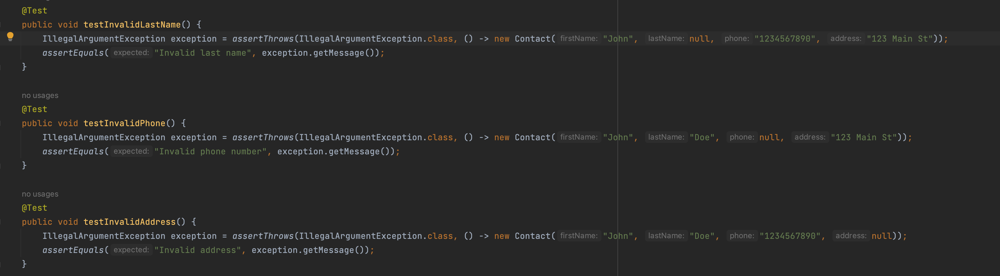 @Test
public void testInvalidLastName() {
IllegalArgumentException exception = assertThrows(IllegalArgumentException.class, () -> new Contact( firstName: "John", lastName: null, phone: "1234567890", address: "123 Main St"));
assertEquals( expected: "Invalid last name", exception.getMessage());
}
no usages
@Test
public void testInvalidPhone() {
IllegalArgumentException exception = assertThrows(IllegalArgumentException.class, () -> new Contact( firstName: "John", lastName: "Doe", phone: null, address: "123 Main St"));
assertEquals( expected: "Invalid phone number", exception.getMessage());
}
no usages
@Test
public void testInvalidAddress() {
IllegalArgumentException exception = assertThrows(IllegalArgumentException.class, () -> new Contact( firstName: "John", lastName: "Doe", phone: "1234567890", address: null));
assertEquals( expected: "Invalid address", exception.getMessage());
}